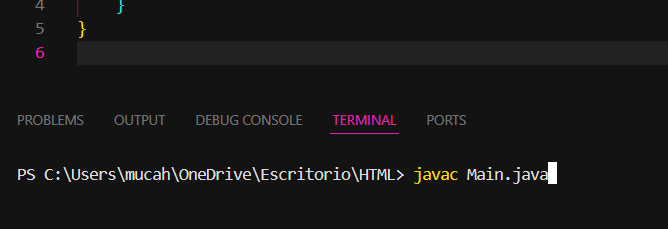 4 }
5 }
6
PROBLEMS OUTPUT DEBUG CONSOLE TERMINAL PORTS
PS C:\Users\mucah\OneDrive\Escritorio\HTML> javac Main.java